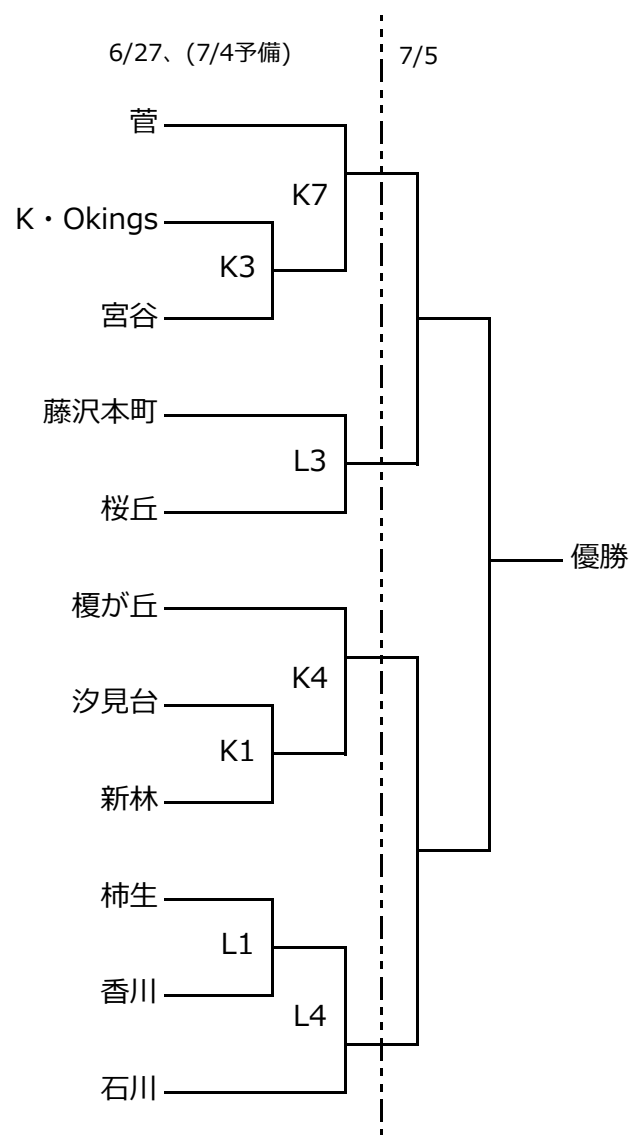 6/27、(7/4予備)
7/5
菅
K7
K・Okings
K3
宮谷
藤沢本町
L3
桜丘
優勝
榎が丘
K4
汐見台
K1
新林
柿生
L1
香川
L4
石川